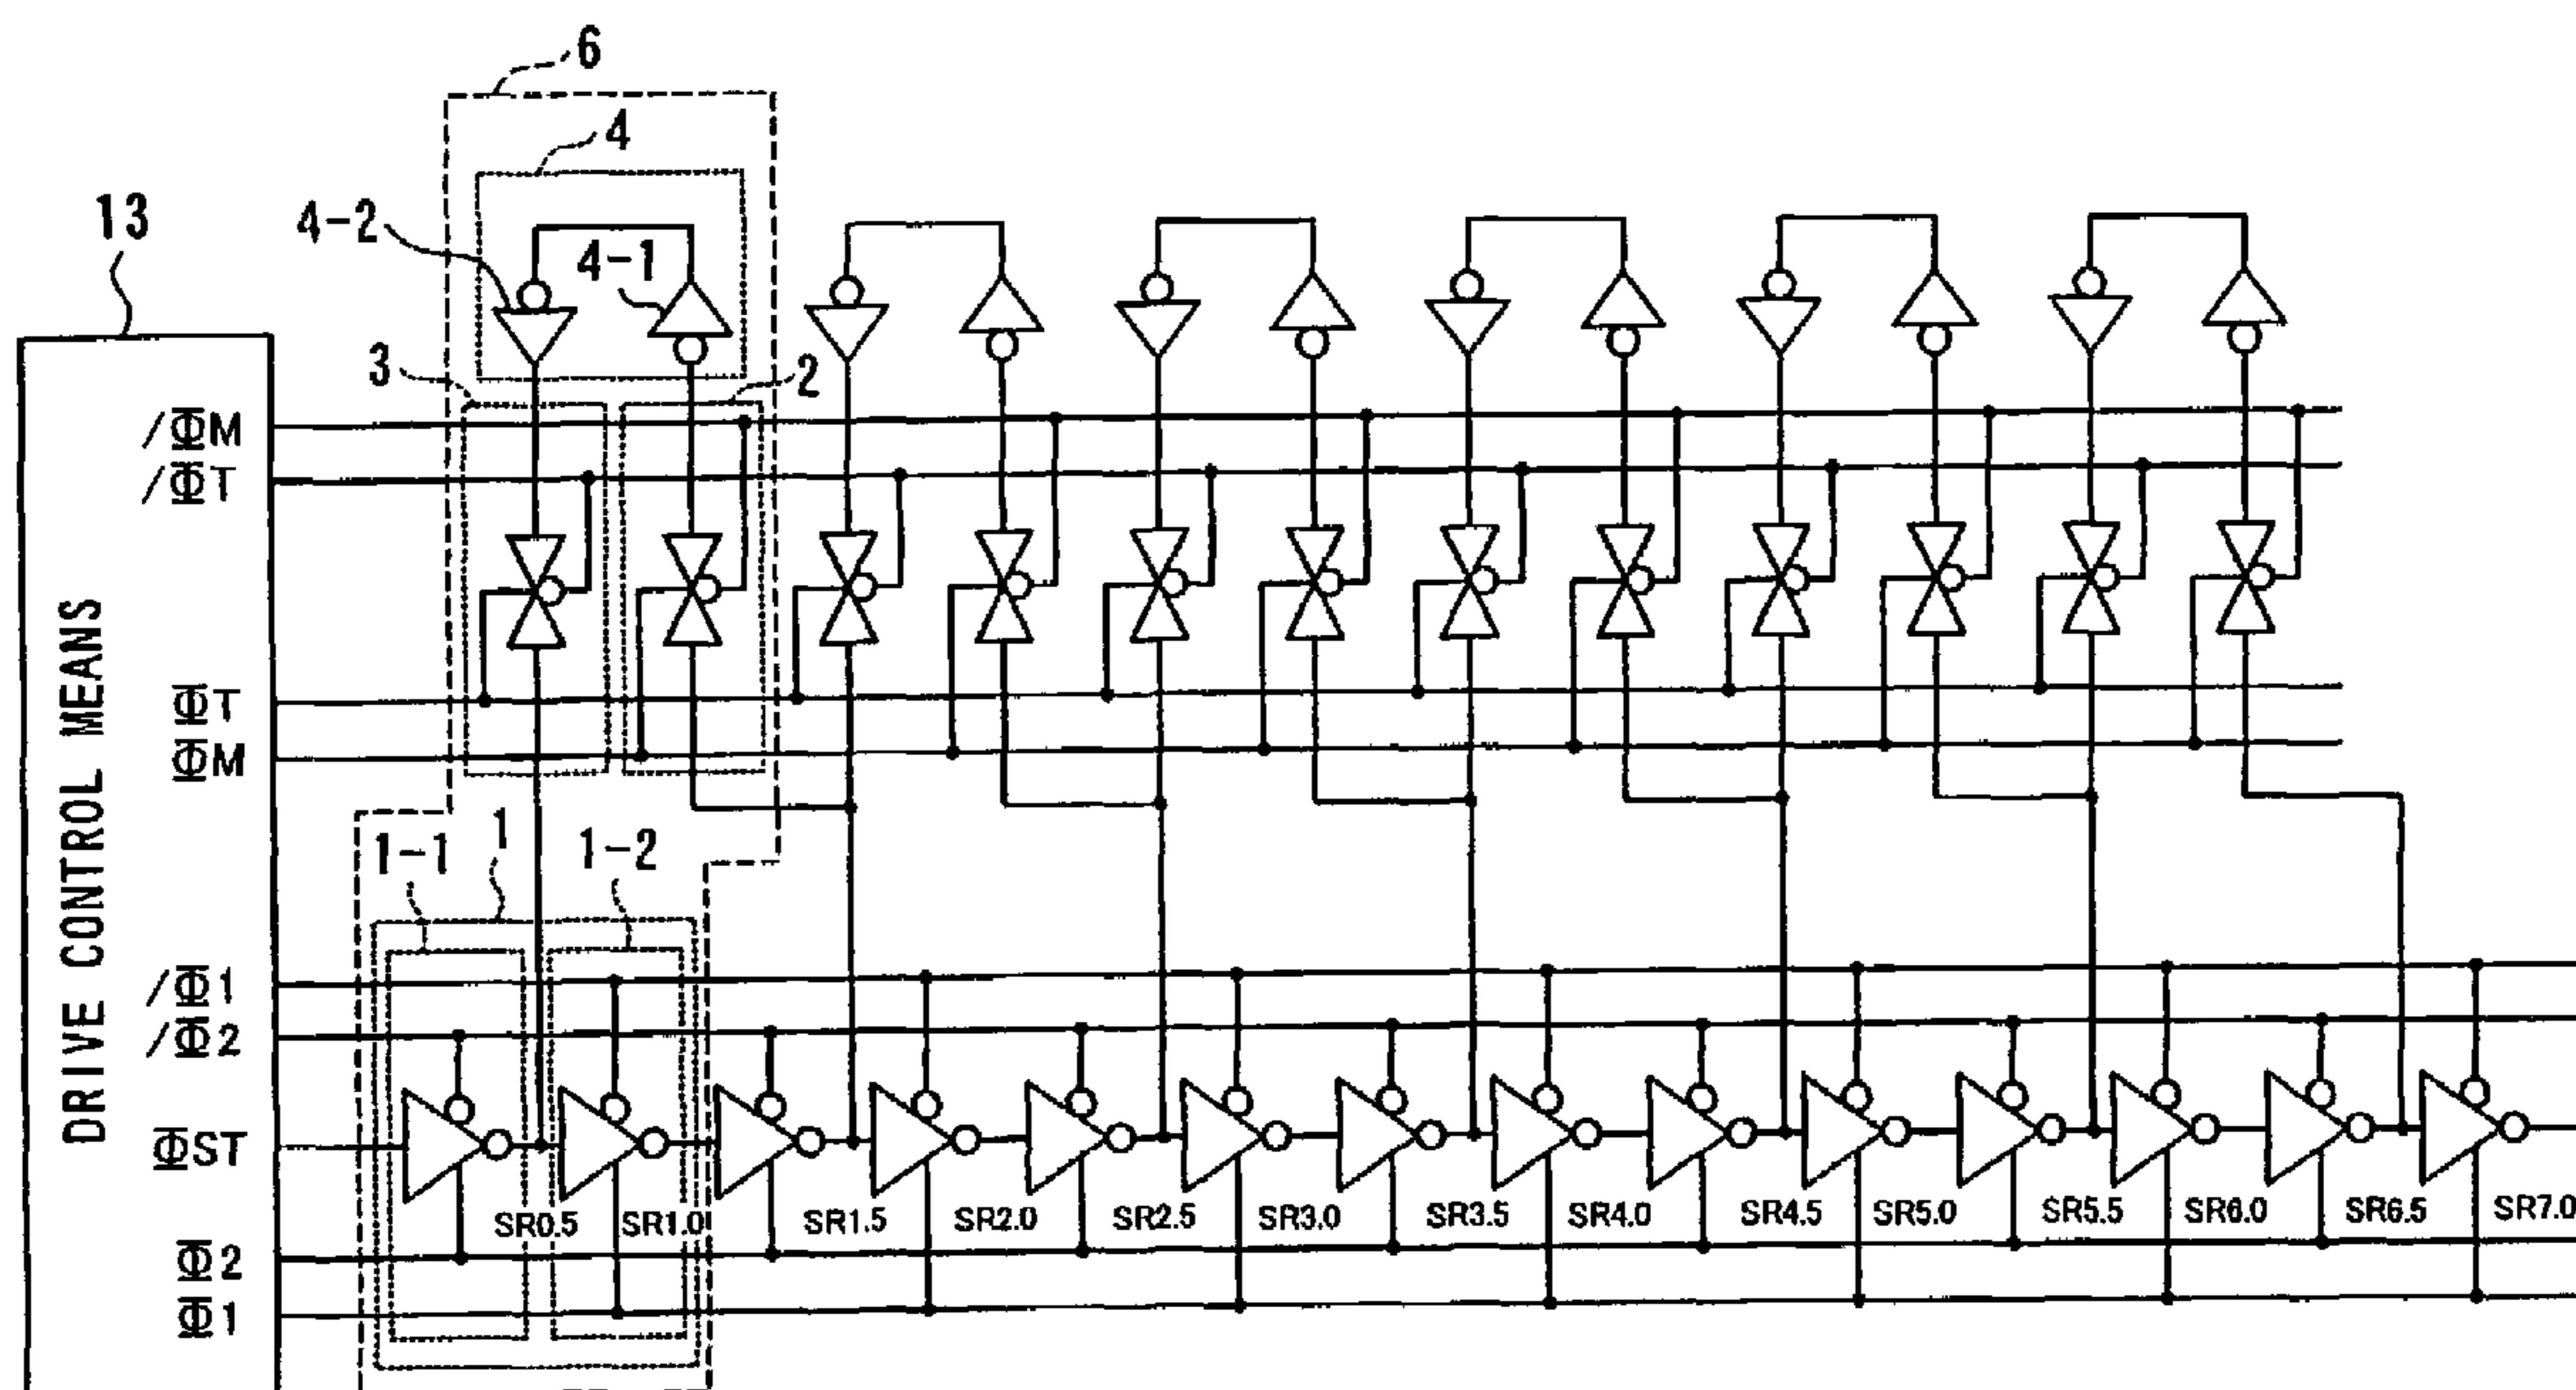 6
4
13
4-2
4-1
3
2
/ΦM
/ΦT
DRIVE CONTROL MEANS
ΦT
ΦM
1-1
1
1-2
/Φ1
/Φ2
ΦST
SR0.5 SR1.0 SR1.5 SR2.0 SR2.5 SR3.0 SR3.5 SR4.0 SR4.5 SR5.0 SR5.5 SR6.0 SR6.5 SR7.0
Φ2
Φ1